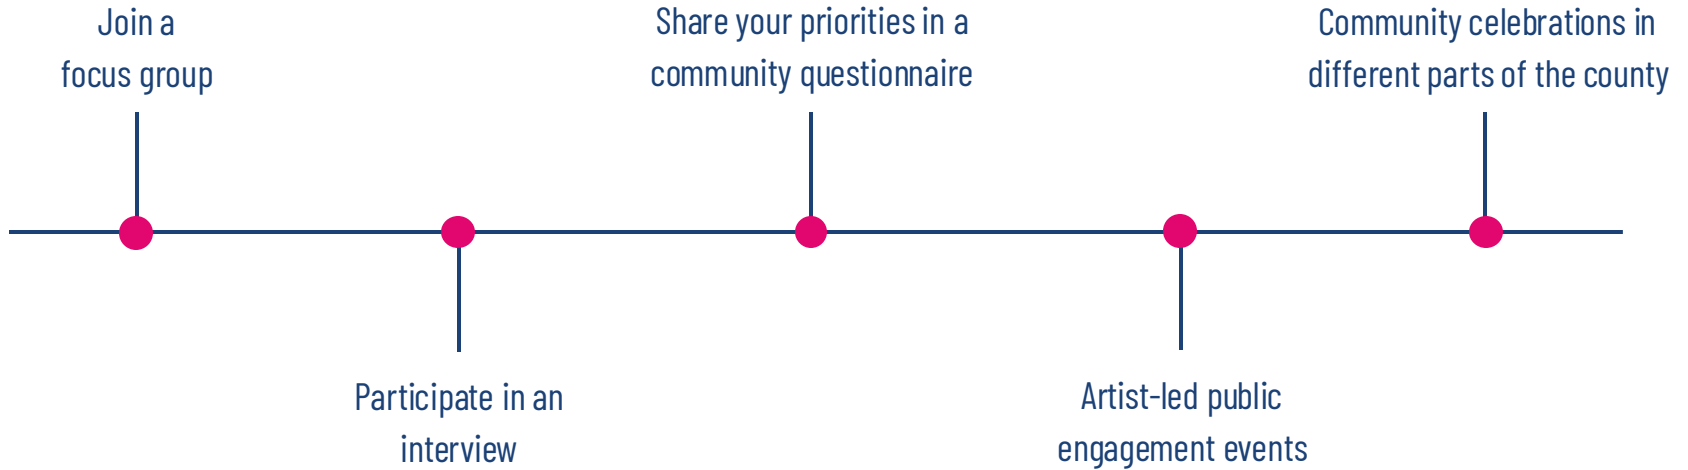 Join a
focus group
Participate in an
interview
Share your priorities in a
community questionnaire
Artist-led public
engagement events
Community celebrations in
different parts of the county